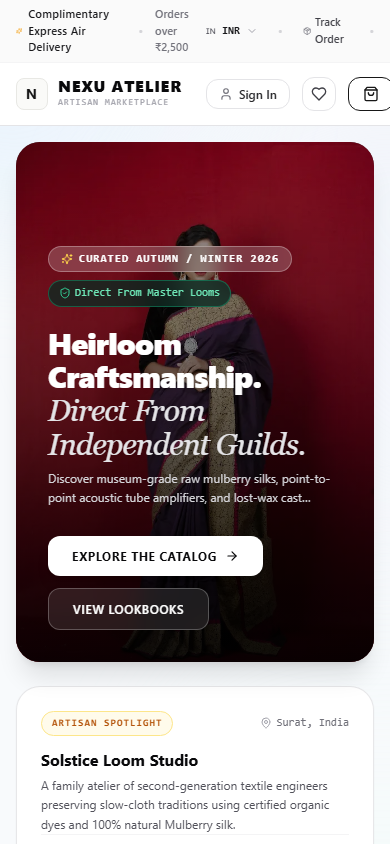 Complimentary
Express Air
Delivery
Orders
over
₹2,500
IN INR
Track
Order
N
NEXU ATELIER
ARTISAN MARKETPLACE
Sign In
CURATED AUTUMN / WINTER 2026
Direct From Master Looms
Heirloom
Craftsmanship.
Direct From
Independent Guilds.
Discover museum-grade raw mulberry silks, point-to-
point acoustic tube amplifiers, and lost-wax cast...
EXPLORE THE CATALOG
VIEW LOOKBOOKS
ARTISAN SPOTLIGHT
Surat, India
Solstice Loom Studio
A family atelier of second-generation textile engineers
preserving slow-cloth traditions using certified organic
dyes and 100% natural Mulberry silk.